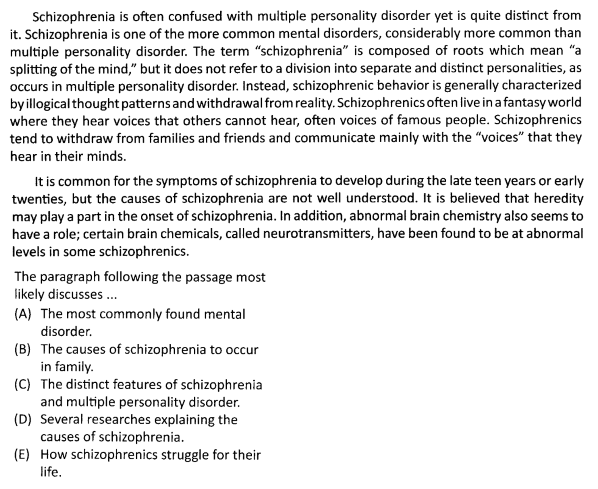 Schizophrenia is often confused with multiple personality disorder yet is quite distinct from
it. Schizophrenia is one of the more common mental disorders, considerably more common than
multiple personality disorder. The term “schizophrenia” is composed of roots which mean “a
splitting of the mind,” but it does not refer to a division into separate and distinct personalities, as
occurs in multiple personality disorder. Instead, schizophrenic behavior is generally characterized
by illogical thought patterns and withdrawal from reality. Schizophrenics often live in a fantasy world
where they hear voices that others cannot hear, often voices of famous people. Schizophrenics
tend to withdraw from families and friends and communicate mainly with the “voices” that they
hear in their minds.
It is common for the symptoms of schizophrenia to develop during the late teen years or early
twenties, but the causes of schizophrenia are not well understood. It is believed that heredity
may play a part in the onset of schizophrenia. In addition, abnormal brain chemistry also seems to
have a role; certain brain chemicals, called neurotransmitters, have been found to be at abnormal
levels in some schizophrenics.
The paragraph following the passage most
likely discusses ...
(A) The most commonly found mental
disorder.
(B) The causes of schizophrenia to occur
in family.
(C) The distinct features of schizophrenia
and multiple personality disorder.
(D) Several researches explaining the
causes of schizophrenia.
(E) How schizophrenics struggle for their
life.